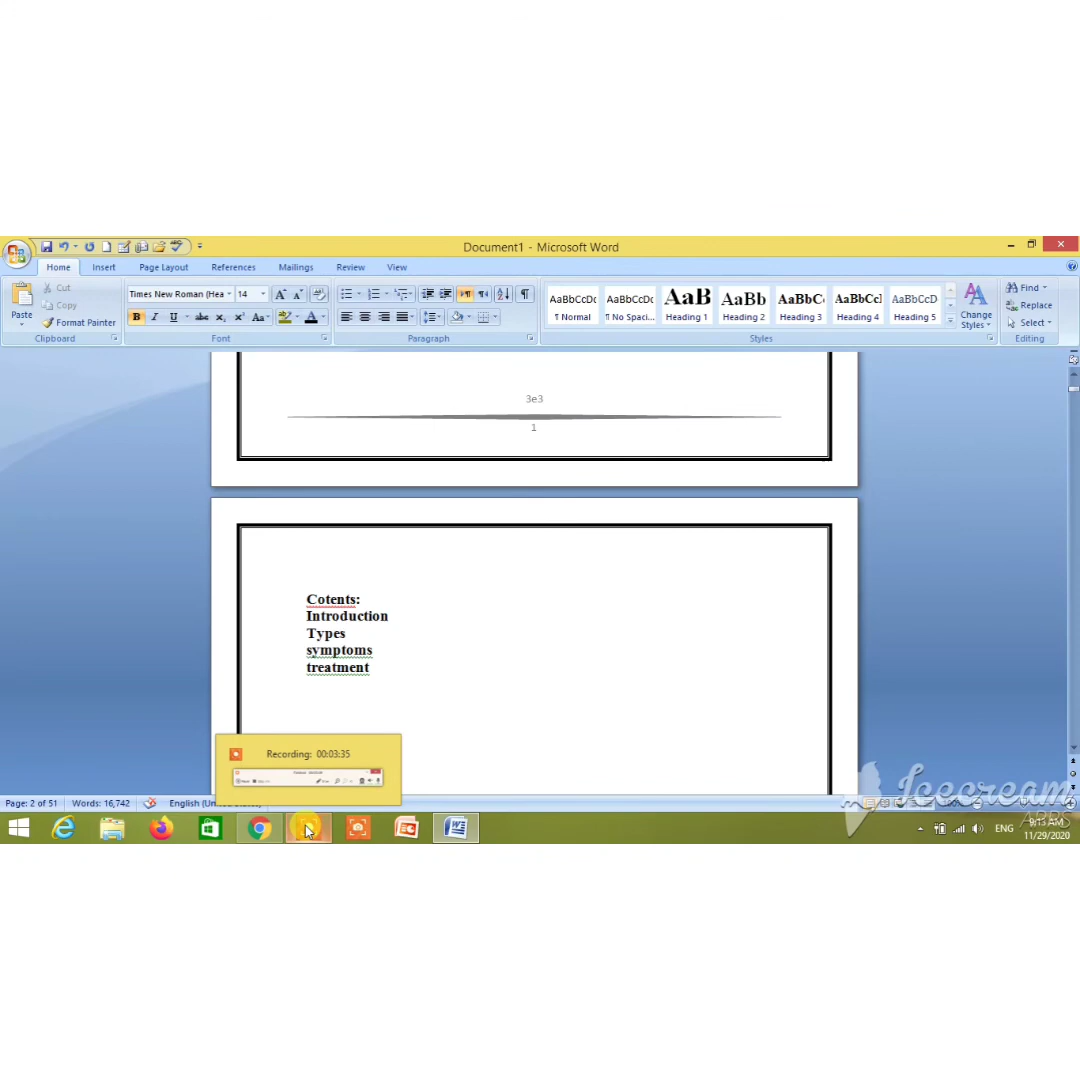 Document1 - Microsoft Word
Home Insert Page Layout References Mailings Review View
Paste
Cut
Copy
Format Painter
Clipboard
Times New Roman (Hea 14
Font
Paragraph
AaBbCcDc AaBbCcDc AaB AaBb AaBbC AaBbCcI AaBbCcD
¶ Normal ¶ No Spaci... Heading 1 Heading 2 Heading 3 Heading 4 Heading 5
Change
Styles
Styles
Find
Replace
Select
Editing
3e3
1
Cotents:
Introduction
Types
symptoms
treatment
Recording: 00:03:35
Icecream
APPS
Page: 2 of 51 Words: 16,742
ENG
9:13 AM
11/29/2020